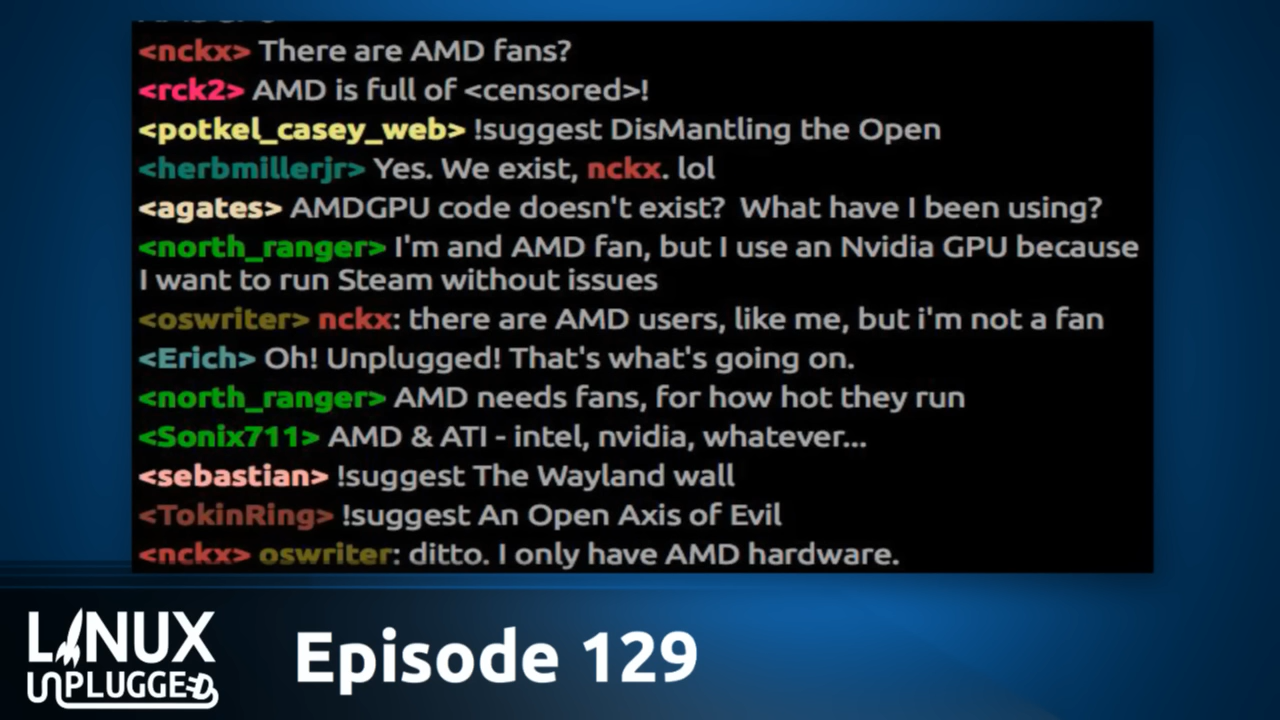 <nckx> There are AMD fans?
<rck2> AMD is full of <censored>!
<potkel_casey_web> !suggest DisMantling the Open
<herbmillerjr> Yes. We exist, nckx. lol
<agates> AMDGPU code doesn't exist?  What have I been using?
<north_ranger> I'm and AMD fan, but I use an Nvidia GPU because
I want to run Steam without issues
<oswriter> nckx: there are AMD users, like me, but i'm not a fan
<Erich> Oh! Unplugged! That's what's going on.
<north_ranger> AMD needs fans, for how hot they run
<Sonix711> AMD & ATI - intel, nvidia, whatever...
<sebastian> !suggest The Wayland wall
<TokinRing> !suggest An Open Axis of Evil
<nckx> oswriter: ditto. I only have AMD hardware.
LINUX
UNPLUGGED
Episode 129